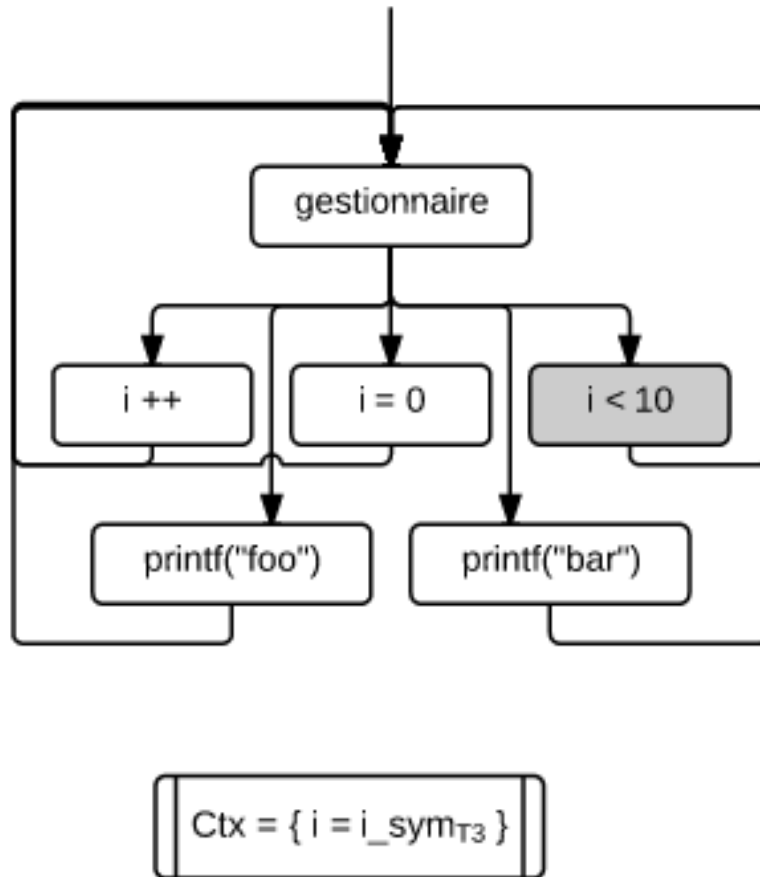 gestionnaire
i ++
i = 0
i < 10
printf("foo")
printf("bar")
Ctx = { i = i_symT3 }